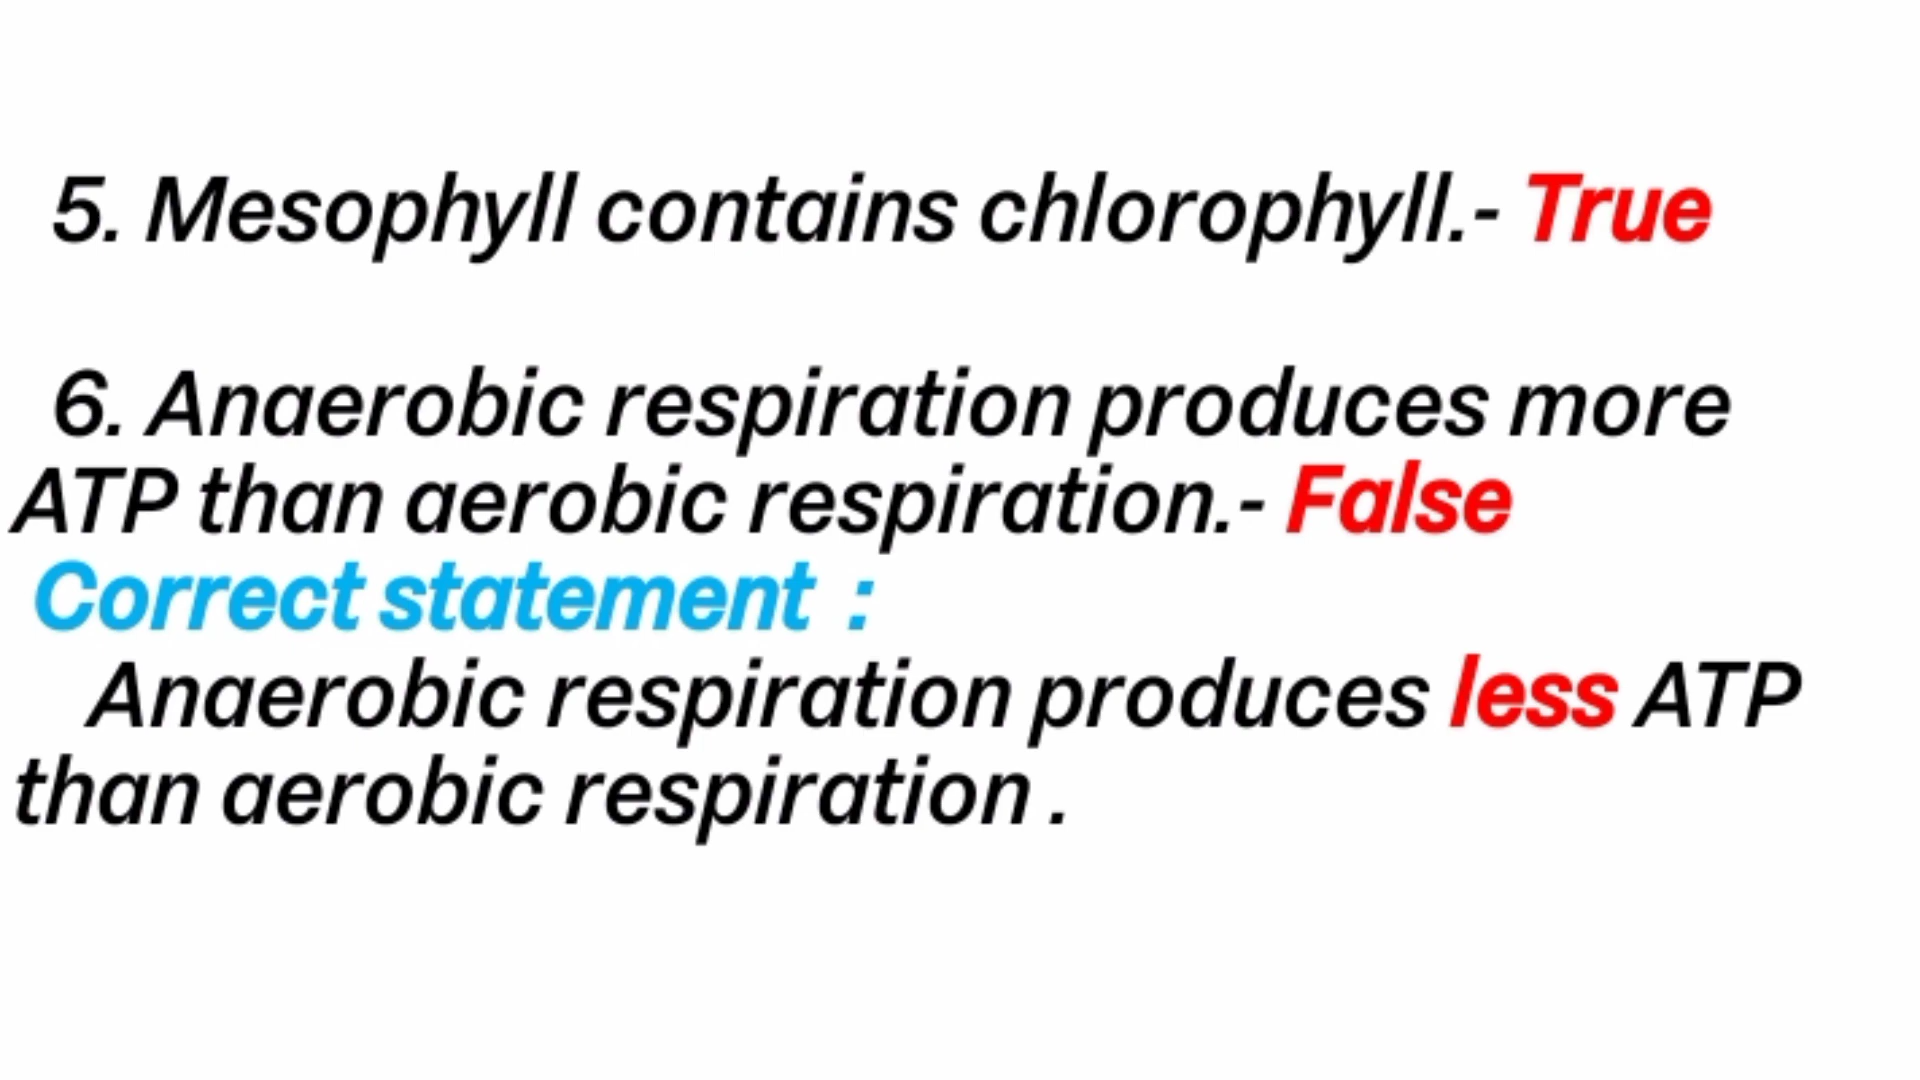 5. Mesophyll contains chlorophyll.- True
6. Anaerobic respiration produces more
ATP than aerobic respiration.- False
Correct statement :
Anaerobic respiration produces less ATP
than aerobic respiration .